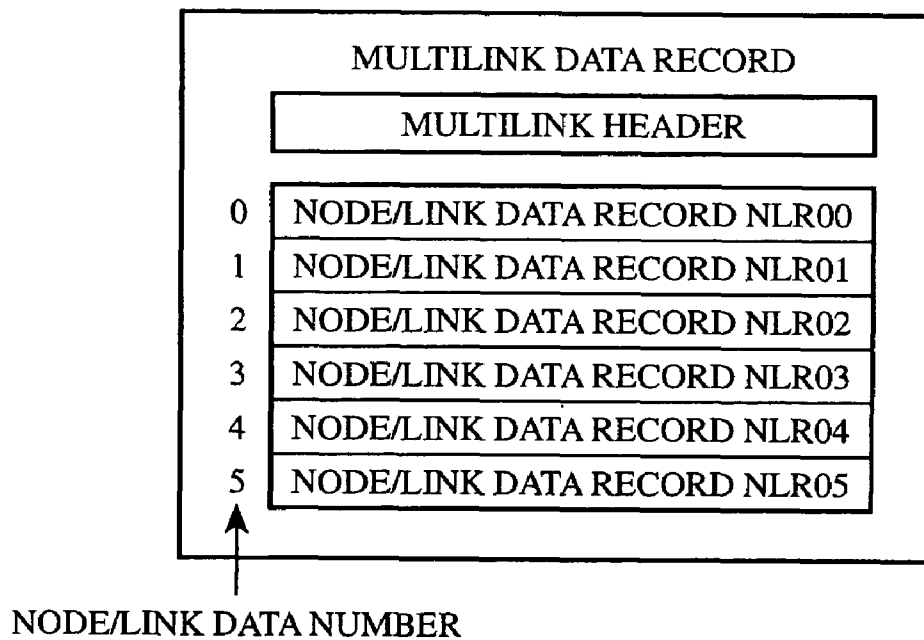 MULTILINK DATA RECORD
MULTILINK HEADER
0 NODE/LINK DATA RECORD NLR00
1 NODE/LINK DATA RECORD NLR01
2 NODE/LINK DATA RECORD NLR02
3 NODE/LINK DATA RECORD NLR03
4 NODE/LINK DATA RECORD NLR04
5 NODE/LINK DATA RECORD NLR05
NODE/LINK DATA NUMBER